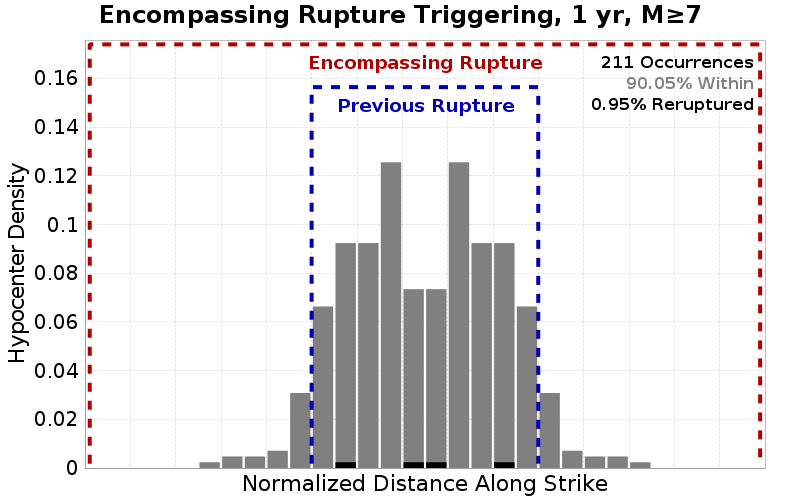 Encompassing Rupture Triggering, 1 yr, M≥7
Encompassing Rupture
211 Occurrences
90.05% Within
0.95% Reruptured
Previous Rupture
Hypocenter Density
0.16
0.14
0.12
0.1
0.08
0.06
0.04
0.02
0
Normalized Distance Along Strike